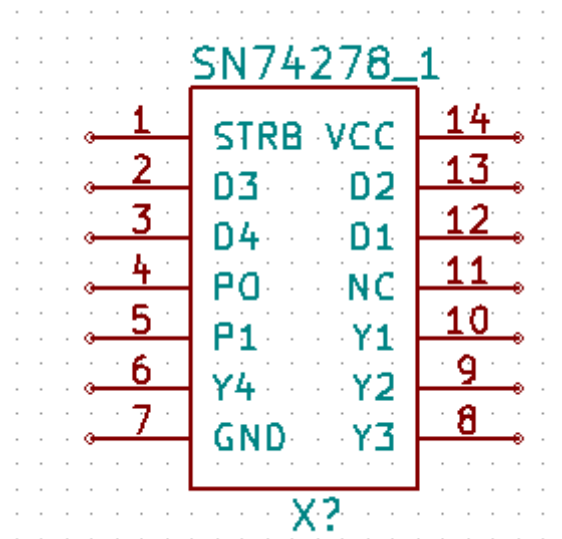 SN74278_1
1 STRB VCC 14
2 D3 D2 13
3 D4 D1 12
4 P0 NC 11
5 P1 Y1 10
6 Y4 Y2 9
7 GND Y3 8
X?